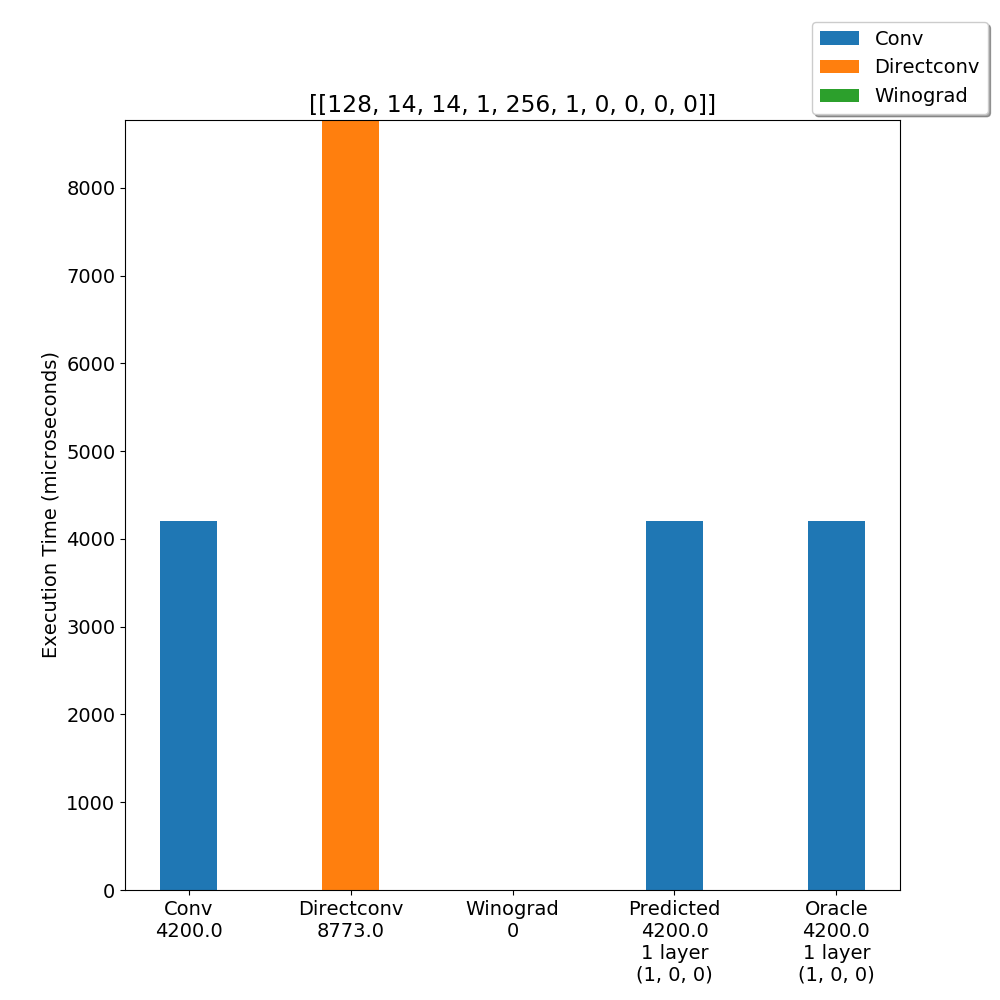 Conv
Directconv
Winograd
[[128, 14, 14, 1, 256, 1, 0, 0, 0, 0]]
Execution Time (microseconds)
8000
7000
6000
5000
4000
3000
2000
1000
0
Conv
4200.0
Directconv
8773.0
Winograd
0
Predicted
4200.0
1 layer
(1, 0, 0)
Oracle
4200.0
1 layer
(1, 0, 0)